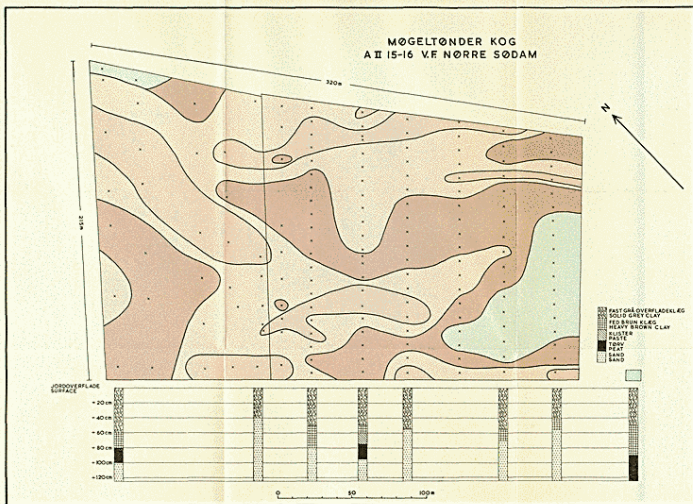 MØGELTØNDER KOG
A II 15-16 V.F. NØRRE SØDAM
320m
N
215m
FAST GRÅ OVERFLADEKLÆG
SOLID GREY CLAY
FED BRUN KLÆG
HEAVY BROWN CLAY
KLISTER
PASTE
TØRV
PEAT
SAND
SAND
JORDOVERFLADE
SURFACE
- 20 cm
- 40 cm
- 60 cm
- 80 cm
- 100 cm
- 120 cm
0 50 100 m